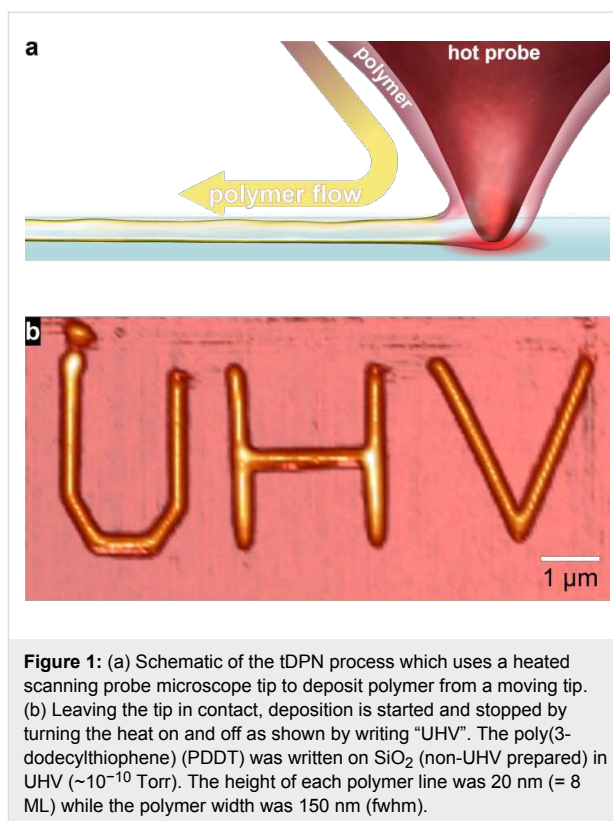 a
hot probe
polymer
polymer flow
b
UHV
1 µm
Figure 1: (a) Schematic of the tDPN process which uses a heated
scanning probe microscope tip to deposit polymer from a moving tip.
(b) Leaving the tip in contact, deposition is started and stopped by
turning the heat on and off as shown by writing “UHV”. The poly(3-
dodecylthiophene) (PDDT) was written on SiO₂ (non-UHV prepared) in
UHV (~10⁻¹⁰ Torr). The height of each polymer line was 20 nm (= 8
ML) while the polymer width was 150 nm (fwhm).